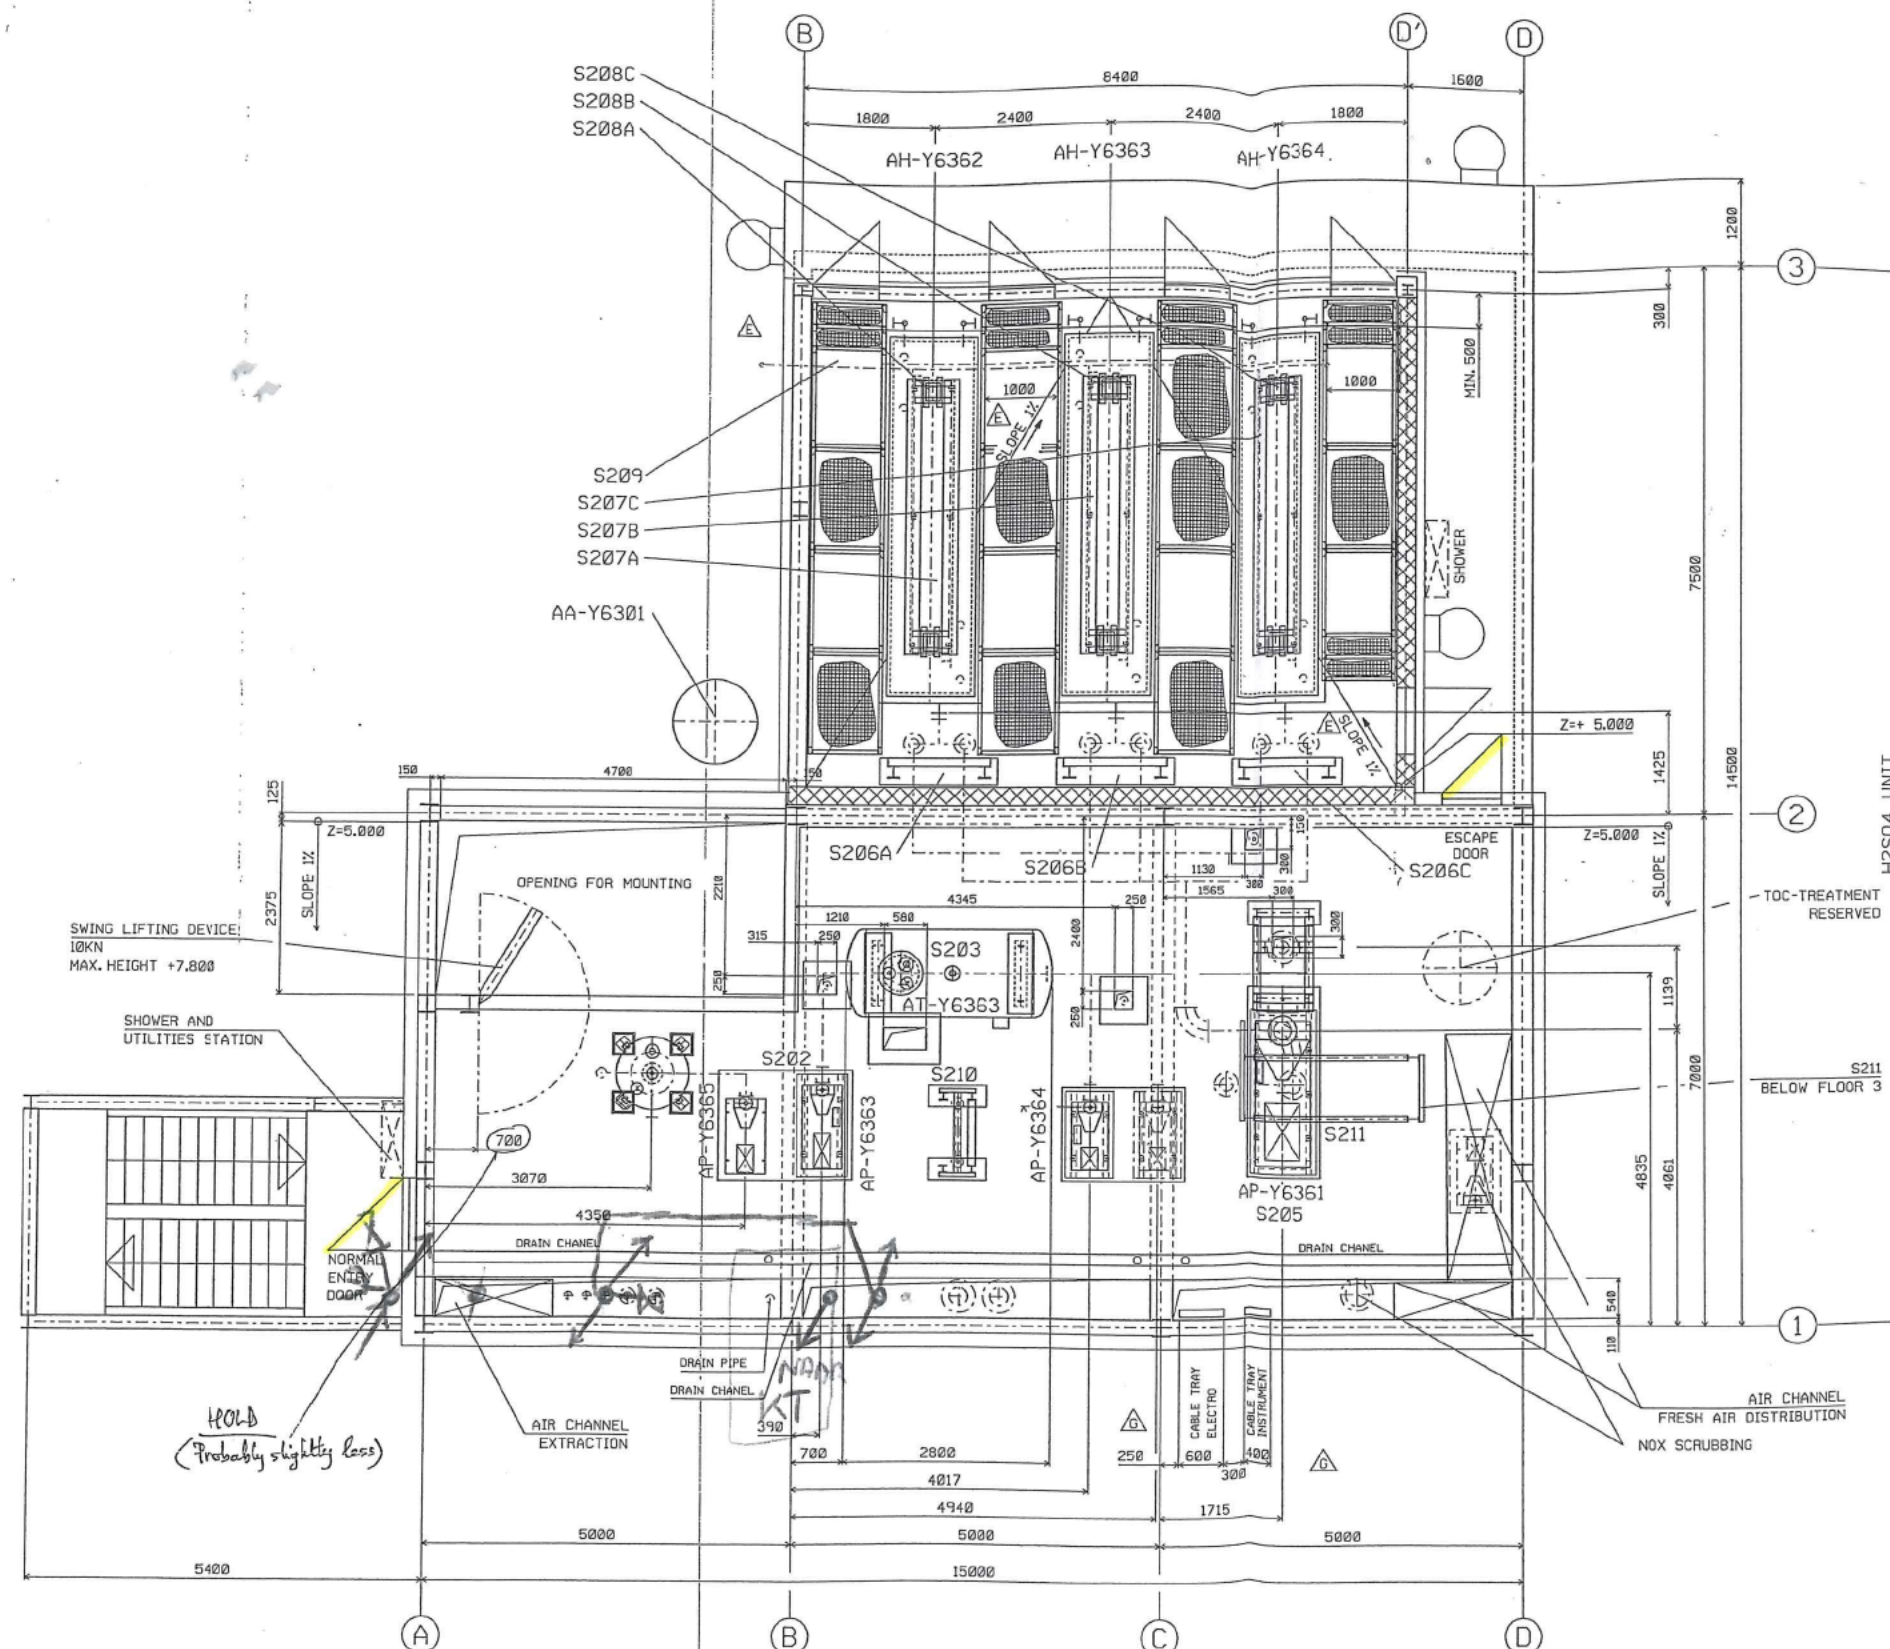 B
D'
D
S208C
S208B
S208A
8400
1600
1800
2400
2400
1800
AH-Y6362
AH-Y6363
AH-Y6364
1200
3
300
MIN. 500
E
1000
E
SLOPE 1%
1000
S209
S207C
S207B
S207A
SHOWER
7500
14500
AA-Y6301
E
SLOPE 1%
Z=+ 5.000
1425
H2SO4 UNIT
150
4700
150
125
Z=5.000
2
S206A
S206B
S206C
150
300
ESCAPE
DOOR
Z=5.000
SLOPE 1%
SLOPE 1%
2375
OPENING FOR MOUNTING
2210
1130
300
1565
300
TOC-TREATMENT
RESERVED
4345
250
1210
580
2400
300
SWING LIFTING DEVICE
10KN
MAX. HEIGHT +7.800
315
250
S203
250
AT-Y6363
250
1139
SHOWER AND
UTILITIES STATION
S202
S210
7000
S211
BELOW FLOOR 3
AP-Y6365
AP-Y6363
AP-Y6364
S211
700
3070
4350
AP-Y6361
S205
4835
4061
DRAIN CHANEL
DRAIN CHANEL
NORMAL
ENTRY
DOOR
540
110
1
DRAIN PIPE
DRAIN CHANEL
KT
390
HOLD
(Probably slightly less)
AIR CHANNEL
EXTRACTION
G
CABLE TRAY
ELECTRO
CABLE TRAY
INSTRUMENT
G
AIR CHANNEL
FRESH AIR DISTRIBUTION
NOX SCRUBBING
700
2800
250
600
300
400
4017
4940
1715
5000
5000
5000
5400
15000
A
B
C
D